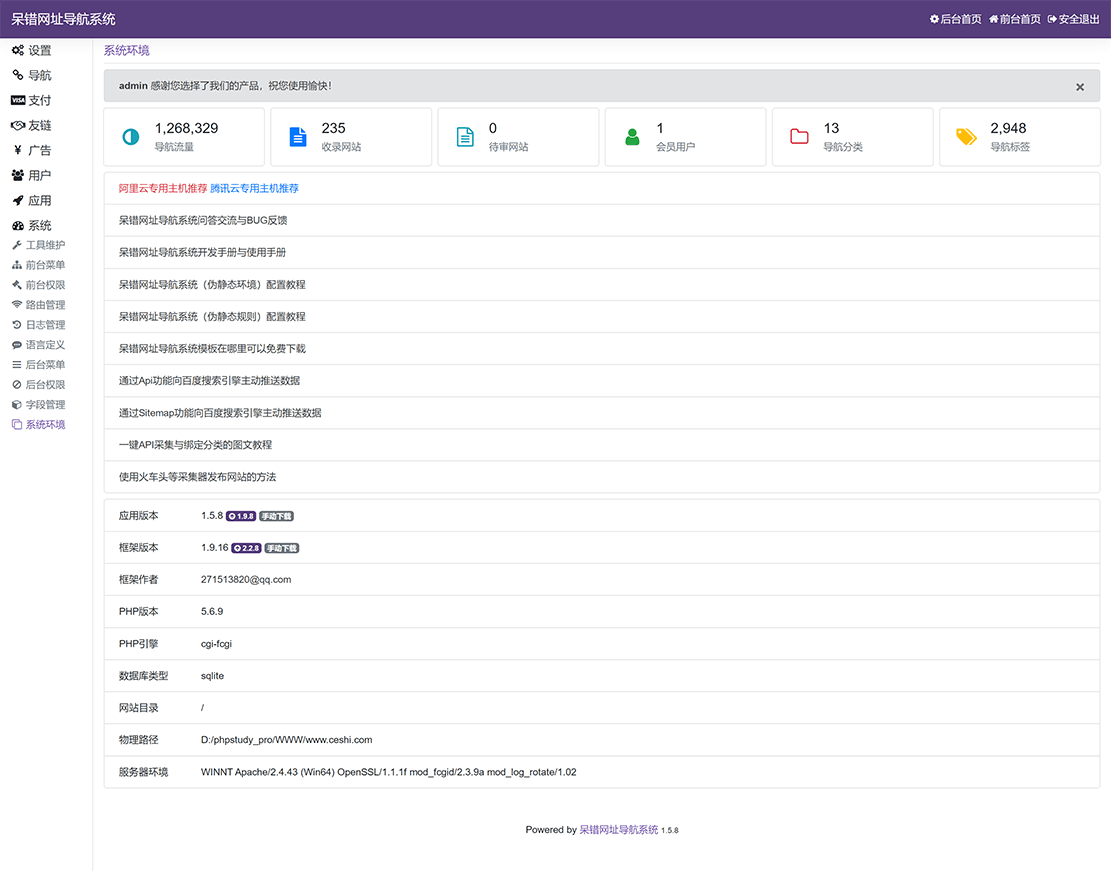 呆错网址导航系统
后台首页 前台首页 安全退出
设置
导航
VISA 支付
友链
¥ 广告
用户
应用
系统
工具维护
前台菜单
前台权限
路由管理
日志管理
语言定义
后台菜单
后台权限
字段管理
系统环境
系统环境
admin 感谢您选择了我们的产品，祝您使用愉快！ ×
1,268,329
导航流量
235
收录网站
0
待审网站
1
会员用户
13
导航分类
2,948
导航标签
阿里云专用主机推荐 腾讯云专用主机推荐
呆错网址导航系统问答交流与BUG反馈
呆错网址导航系统开发手册与使用手册
呆错网址导航系统（伪静态环境）配置教程
呆错网址导航系统（伪静态规则）配置教程
呆错网址导航系统模板在哪里可以免费下载
通过Api功能向百度搜索引擎主动推送数据
通过Sitemap功能向百度搜索引擎主动推送数据
一键API采集与绑定分类的图文教程
使用火车头等采集器发布网站的方法
应用版本 1.5.8 1.9.8 手动下载
框架版本 1.9.16 2.2.8 手动下载
框架作者 271513820@qq.com
PHP版本 5.6.9
PHP引擎 cgi-fcgi
数据库类型 sqlite
网站目录 /
物理路径 D:/phpstudy_pro/WWW/www.ceshi.com
服务器环境 WINNT Apache/2.4.43 (Win64) OpenSSL/1.1.1f mod_fcgid/2.3.9a mod_log_rotate/1.02
Powered by 呆错网址导航系统 1.5.8